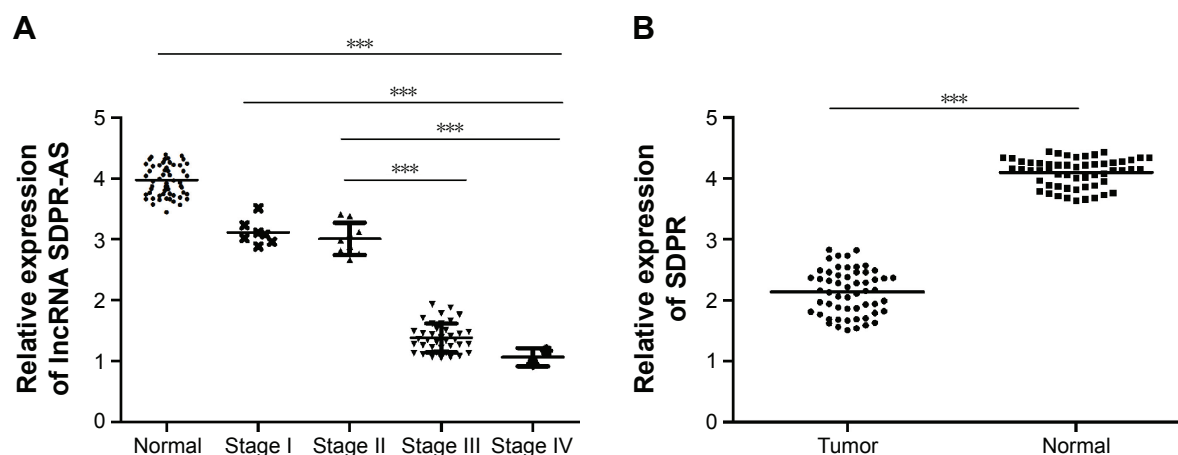 A
***
***
***
***
Relative expression
of lncRNA SDPR-AS
5
4
3
2
1
0
Normal Stage I Stage II Stage III Stage IV
B
***
Relative expression
of SDPR
5
4
3
2
1
0
Tumor Normal